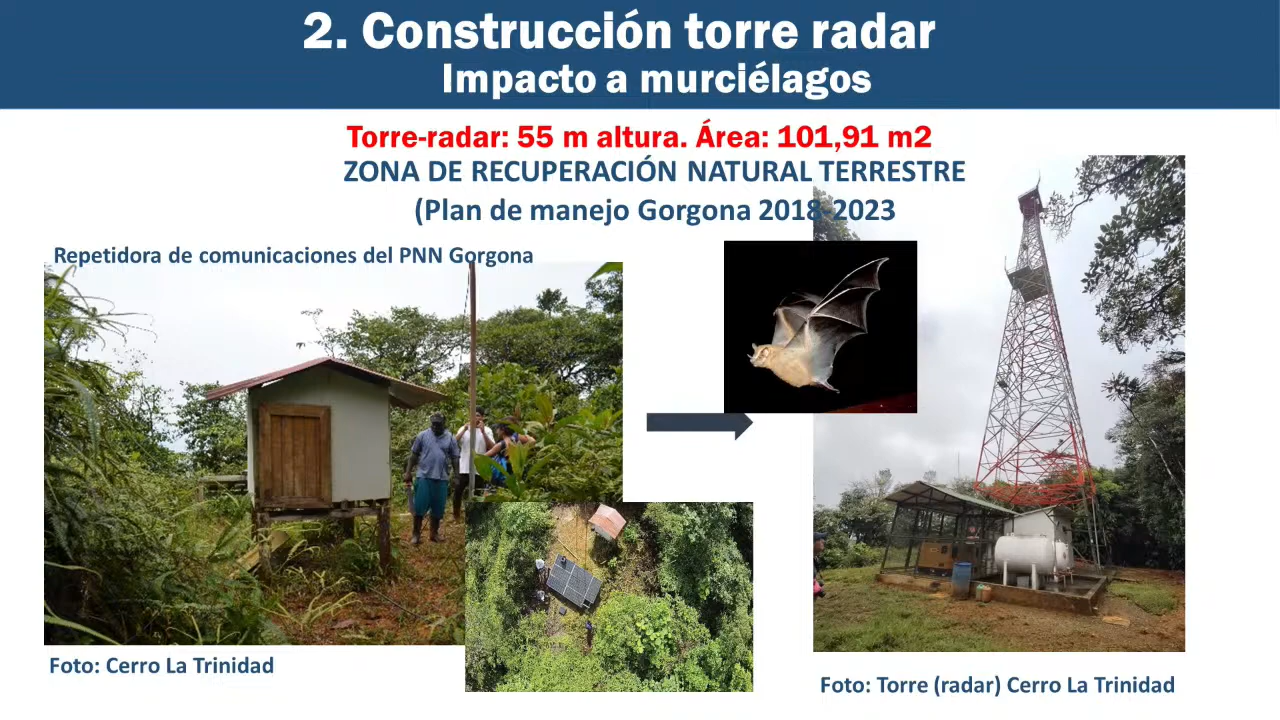 2. Construcción torre radar
Impacto a murciélagos
Torre-radar: 55 m altura. Área: 101,91 m2
ZONA DE RECUPERACIÓN NATURAL TERRESTRE
(Plan de manejo Gorgona 2018-2023
Repetidora de comunicaciones del PNN Gorgona
Foto: Cerro La Trinidad
Foto: Torre (radar) Cerro La Trinidad